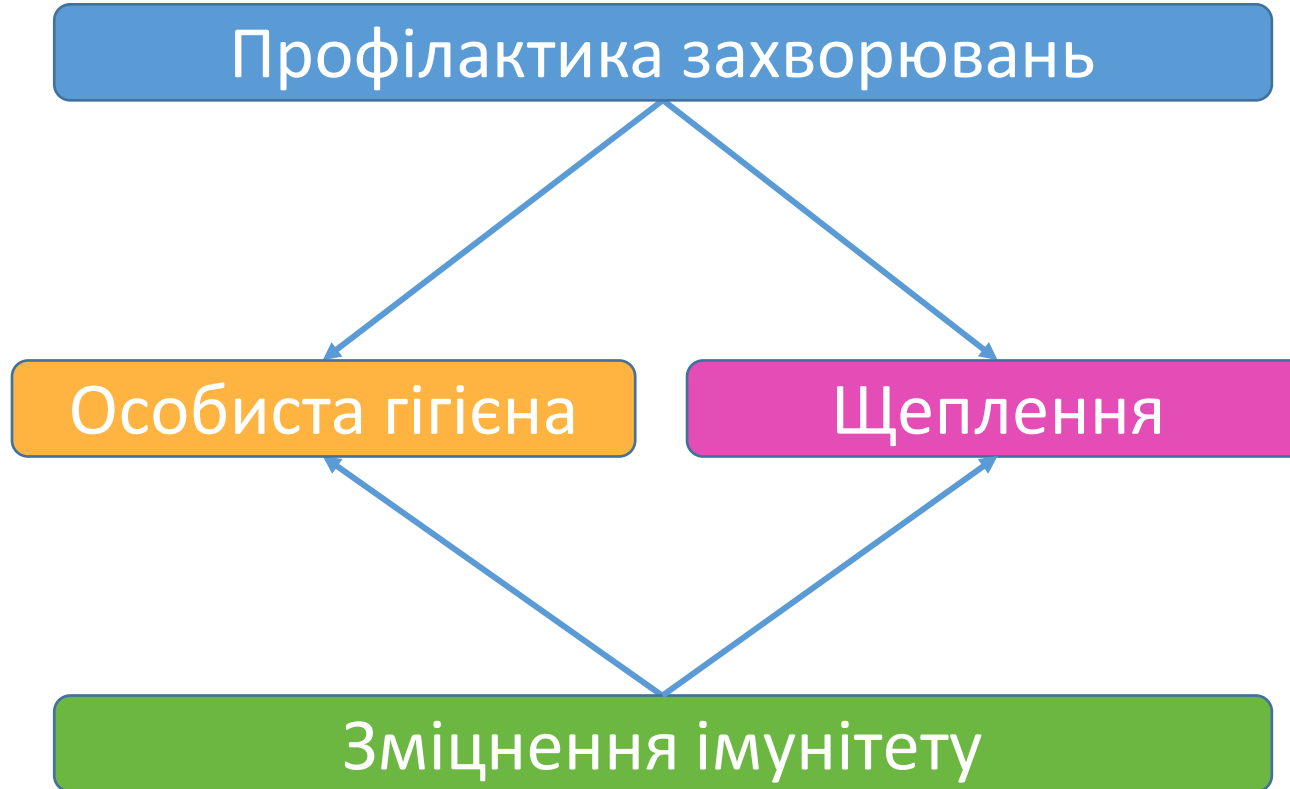 Профілактика захворювань
Особиста гігієна
Щеплення
Зміцнення імунітету